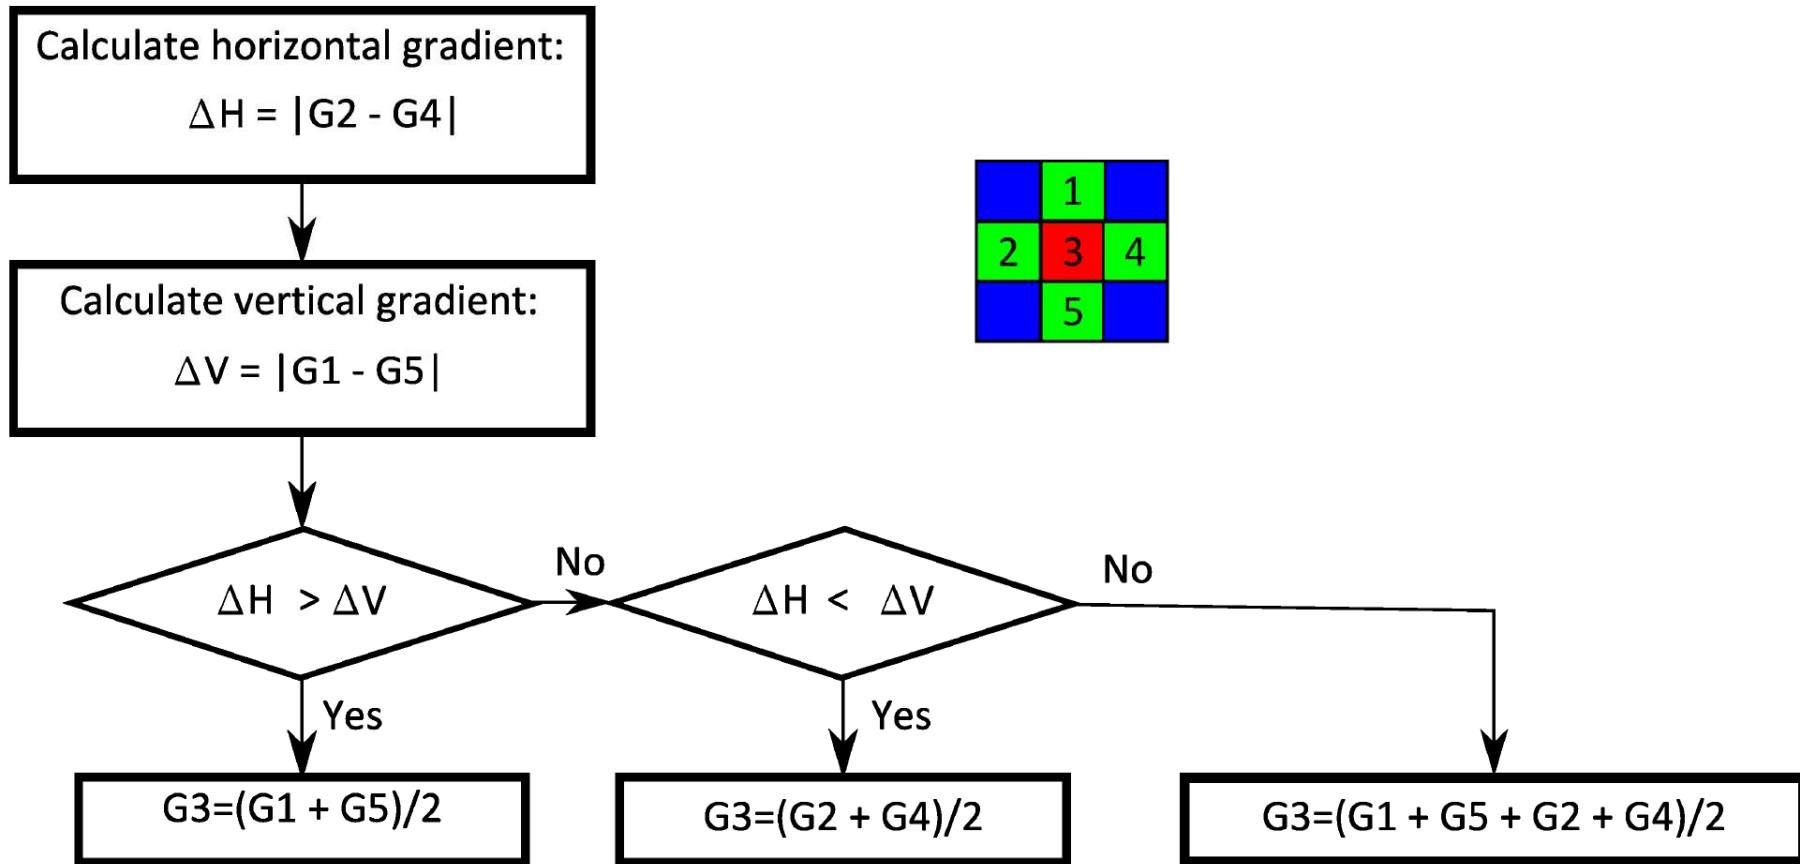 Calculate horizontal gradient:
ΔH = |G2 - G4|
1
2 3 4
5
Calculate vertical gradient:
ΔV = |G1 - G5|
ΔH > ΔV
No
ΔH < ΔV
No
Yes
Yes
G3=(G1 + G5)/2
G3=(G2 + G4)/2
G3=(G1 + G5 + G2 + G4)/2